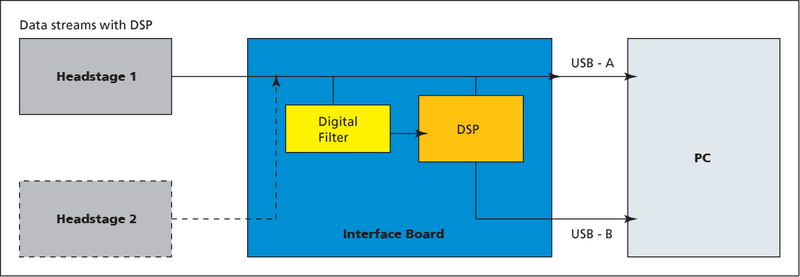 Data streams with DSP
Headstage 1
USB - A
Digital
Filter
DSP
PC
Headstage 2
Interface Board
USB - B